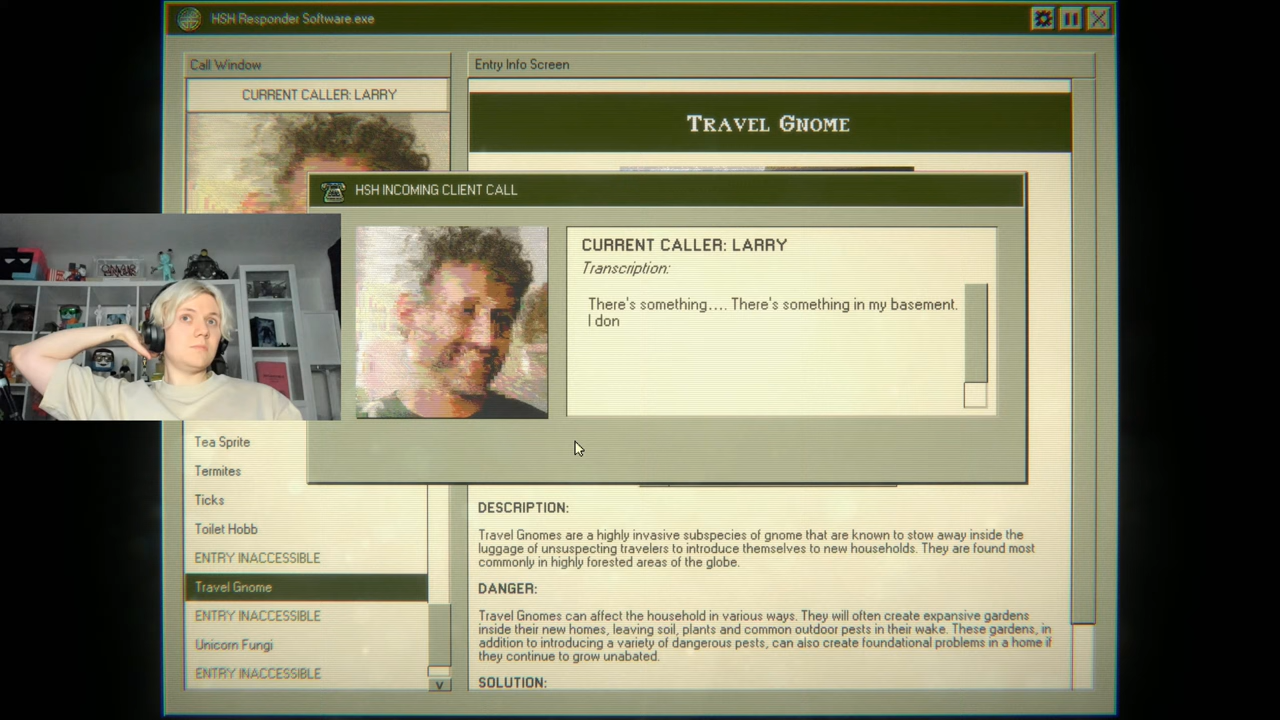 HSH Responder Software.exe
Call Window
CURRENT CALLER: LARRY
Entry Info Screen
TRAVEL GNOME
HSH INCOMING CLIENT CALL
CURRENT CALLER: LARRY
Transcription:
There's something.... There's something in my basement.
I don
Tea Sprite
Termites
Ticks
Toilet Hobb
ENTRY INACCESSIBLE
Travel Gnome
ENTRY INACCESSIBLE
Unicorn Fungi
ENTRY INACCESSIBLE
DESCRIPTION:
Travel Gnomes are a highly invasive subspecies of gnome that are known to stow away inside the
luggage of unsuspecting travelers to introduce themselves to new households. They are found most
commonly in highly forested areas of the globe.
DANGER:
Travel Gnomes can affect the household in various ways. They will often create expansive gardens
inside their new homes, leaving soil, plants and common outdoor pests in their wake. These gardens, in
addition to introducing a variety of dangerous pests, can also create foundational problems in a home if
they continue to grow unabated.
SOLUTION: